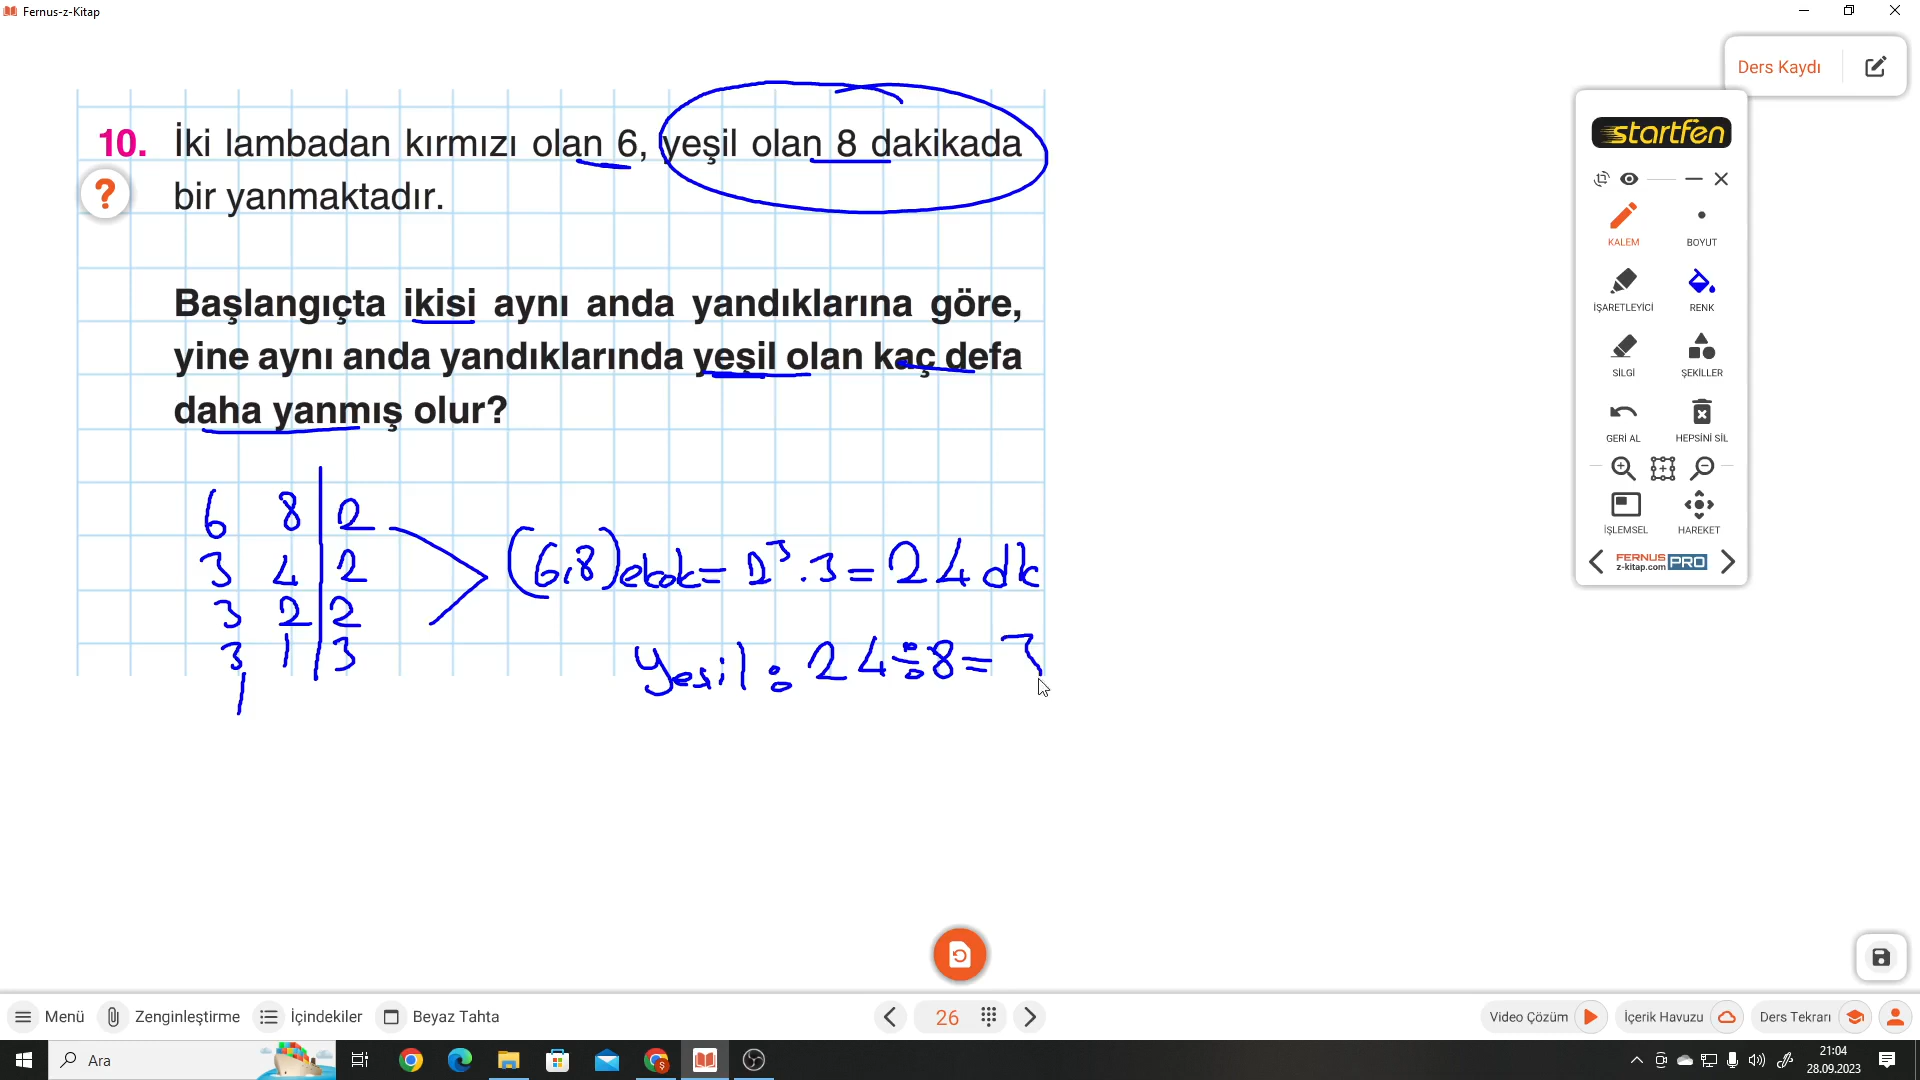 Fernus-z-Kitap
Ders Kaydı
10. İki lambadan kırmızı olan 6, yeşil olan 8 dakikada
bir yanmaktadır.
?
Başlangıçta ikisi aynı anda yandıklarına göre,
yine aynı anda yandıklarında yeşil olan kaç defa
daha yanmış olur?
6 8 2
3 4 2
3 2 2
3 1 3
1
(6,8)ekok= 2³.3=24dk
Yeşil: 24÷8=3
startfen
KALEM BOYUT
İŞARETLEYİCİ RENK
SİLGİ ŞEKİLLER
GERİ AL HEPSİNİ SİL
İŞLEMSEL HAREKET
FERNUS
z-kitap.com PRO
Menü Zenginleştirme İçindekiler Beyaz Tahta 26 Video Çözüm İçerik Havuzu Ders Tekrarı
Ara
21:04
28.09.2023